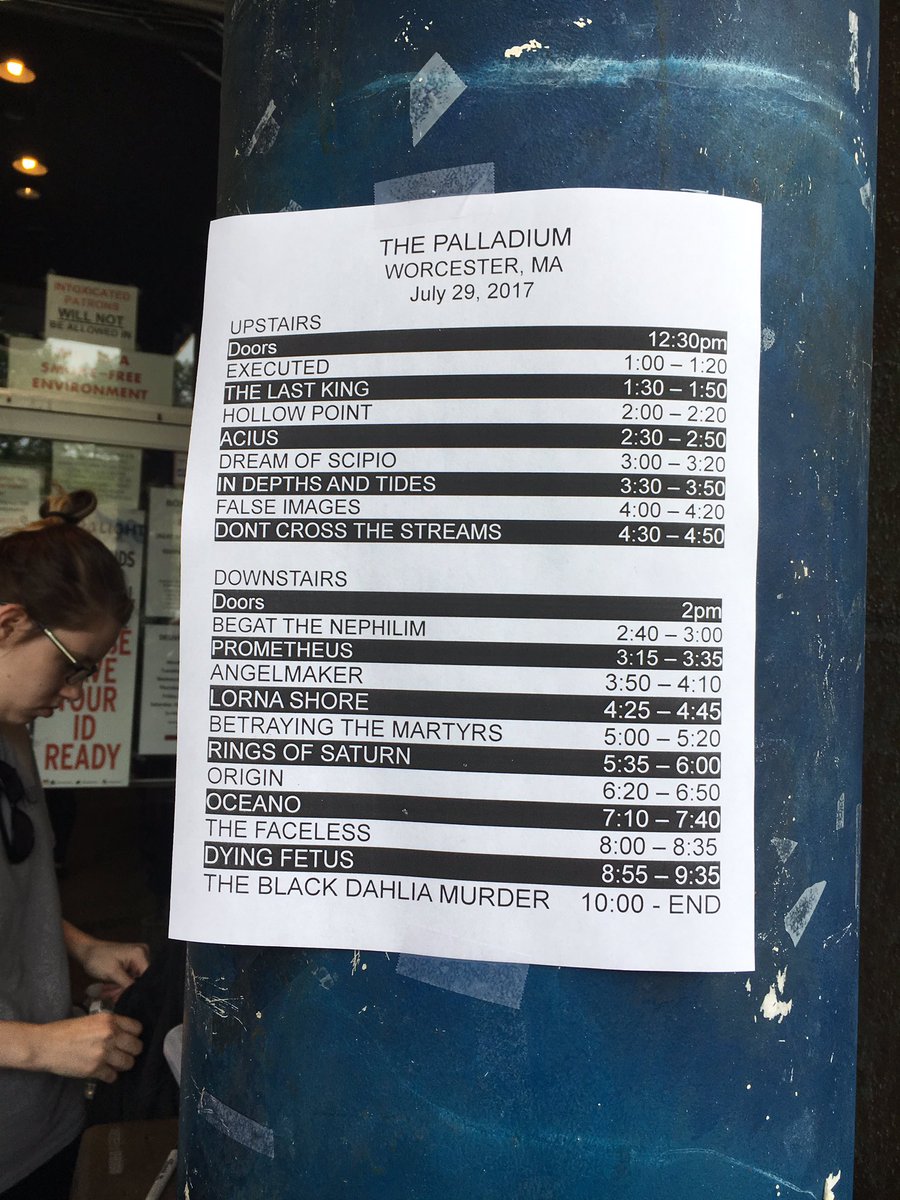 THE PALLADIUM
WORCESTER, MA
July 29, 2017
UPSTAIRS
Doors 12:30pm
EXECUTED 1:00 – 1:20
THE LAST KING 1:30 – 1:50
HOLLOW POINT 2:00 – 2:20
ACIUS 2:30 – 2:50
DREAM OF SCIPIO 3:00 – 3:20
IN DEPTHS AND TIDES 3:30 – 3:50
FALSE IMAGES 4:00 – 4:20
DONT CROSS THE STREAMS 4:30 – 4:50
DOWNSTAIRS
Doors 2pm
BEGAT THE NEPHILIM 2:40 – 3:00
PROMETHEUS 3:15 – 3:35
ANGELMAKER 3:50 – 4:10
LORNA SHORE 4:25 – 4:45
BETRAYING THE MARTYRS 5:00 – 5:20
RINGS OF SATURN 5:35 – 6:00
ORIGIN 6:20 – 6:50
OCEANO 7:10 – 7:40
THE FACELESS 8:00 – 8:35
DYING FETUS 8:55 – 9:35
THE BLACK DAHLIA MURDER 10:00 - END
INTOXICATED
PATRONS
WILL NOT
BE ALLOWED IN
A
ENVIRONMENT
ID
READY